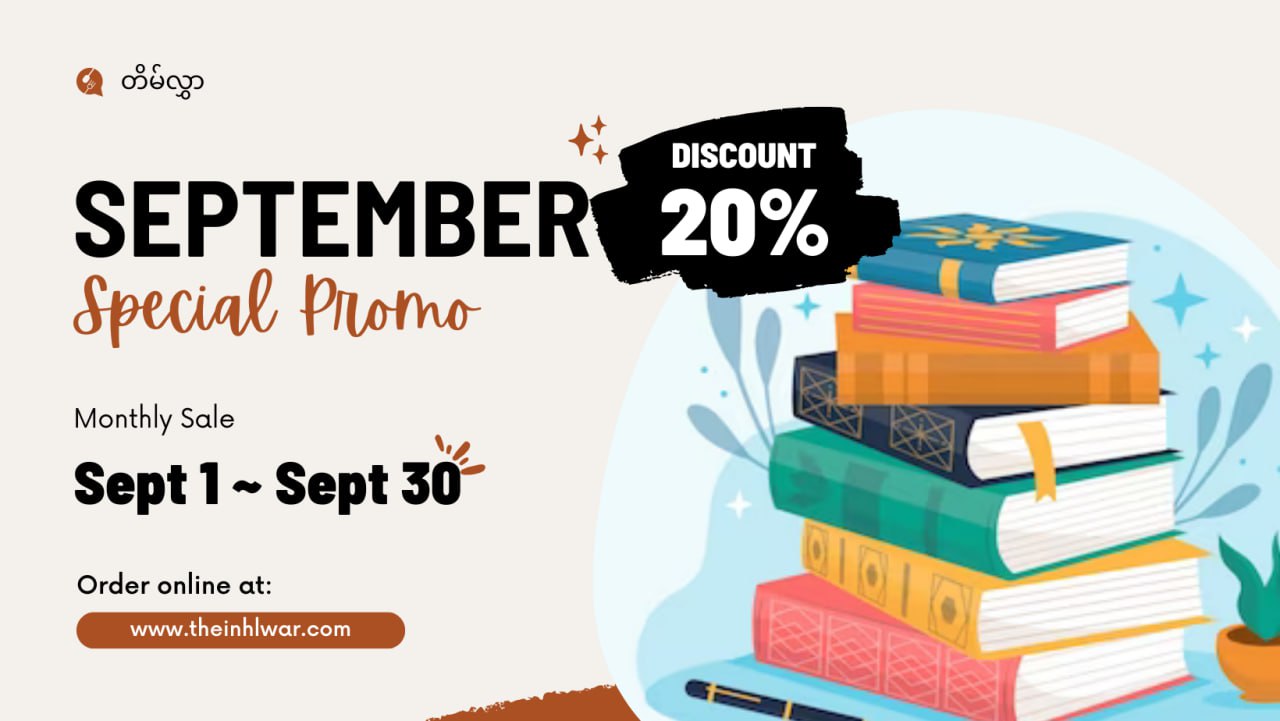 တိမ်လွှာ
DISCOUNT
20%
SEPTEMBER
Special Promo
Monthly Sale
Sept 1 ~ Sept 30
Order online at:
www.theinhlwar.com